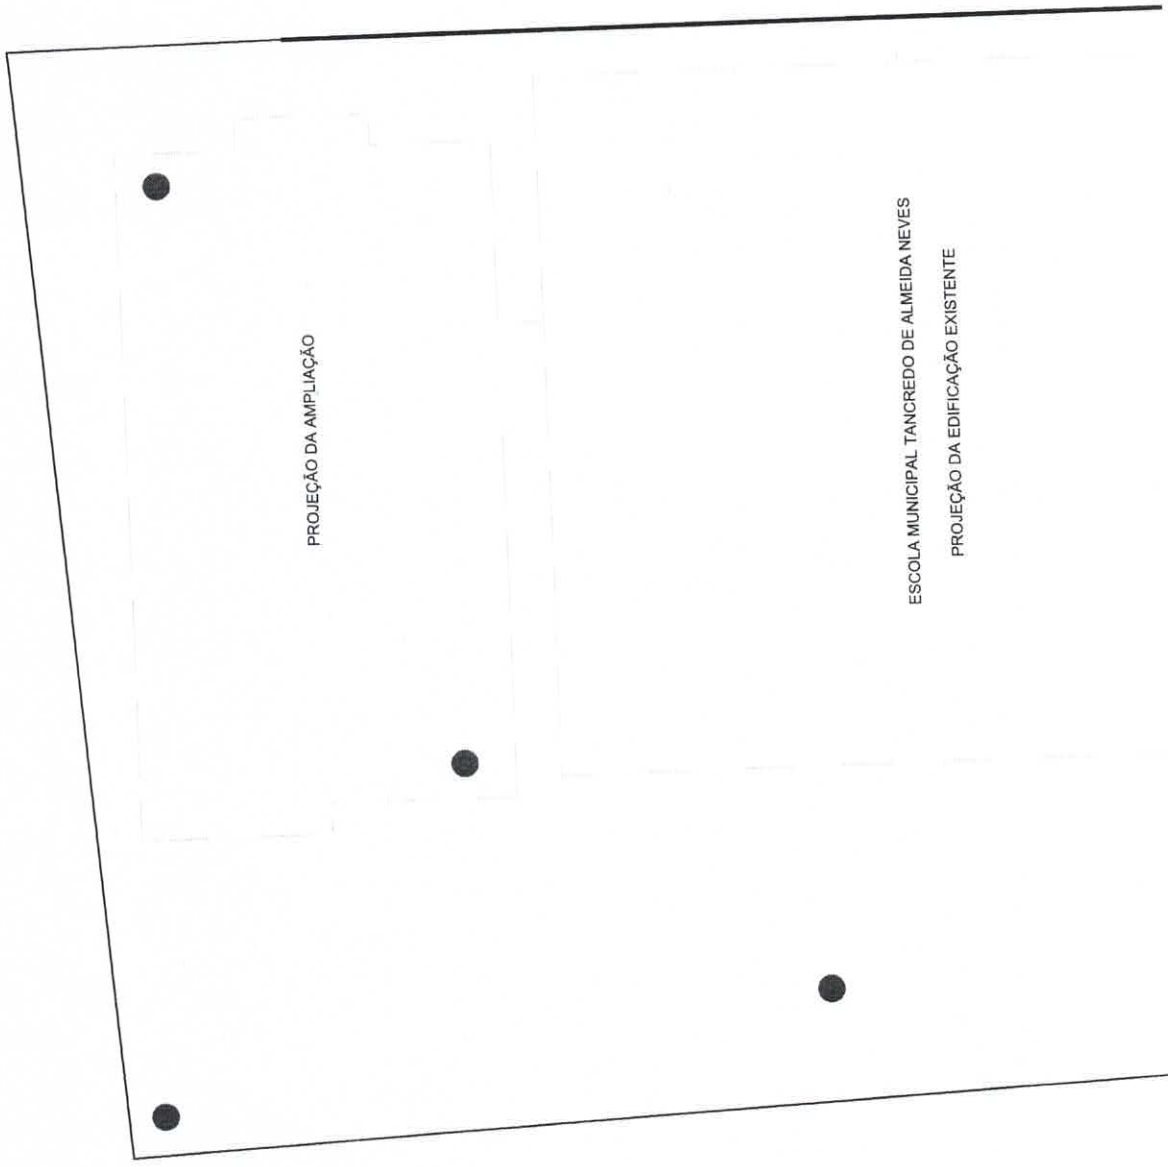 PROJEÇÃO DA AMPLIAÇÃO
ESCOLA MUNICIPAL TANCREDO DE ALMEIDA NEVES
PROJEÇÃO DA EDIFICAÇÃO EXISTENTE